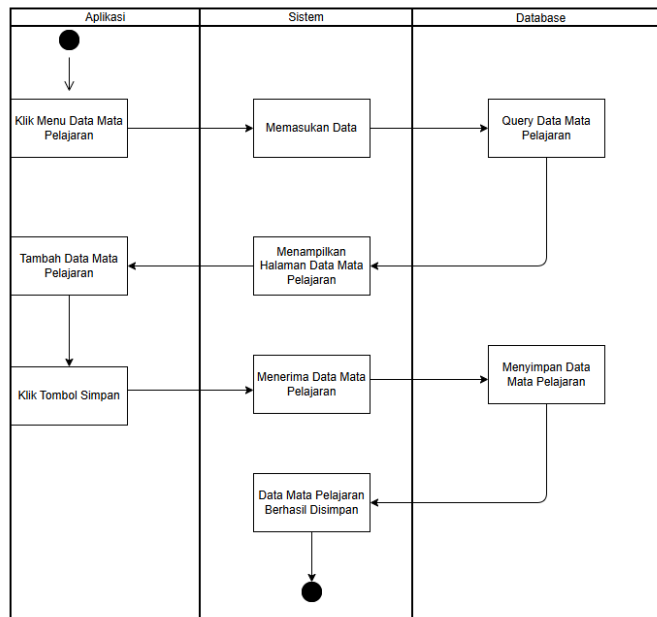 Aplikasi
Sistem
Database
Klik Menu Data Mata
Pelajaran
Memasukan Data
Query Data Mata
Pelajaran
Tambah Data Mata
Pelajaran
Menampilkan
Halaman Data Mata
Pelajaran
Klik Tombol Simpan
Menerima Data Mata
Pelajaran
Menyimpan Data
Mata Pelajaran
Data Mata Pelajaran
Berhasil Disimpan